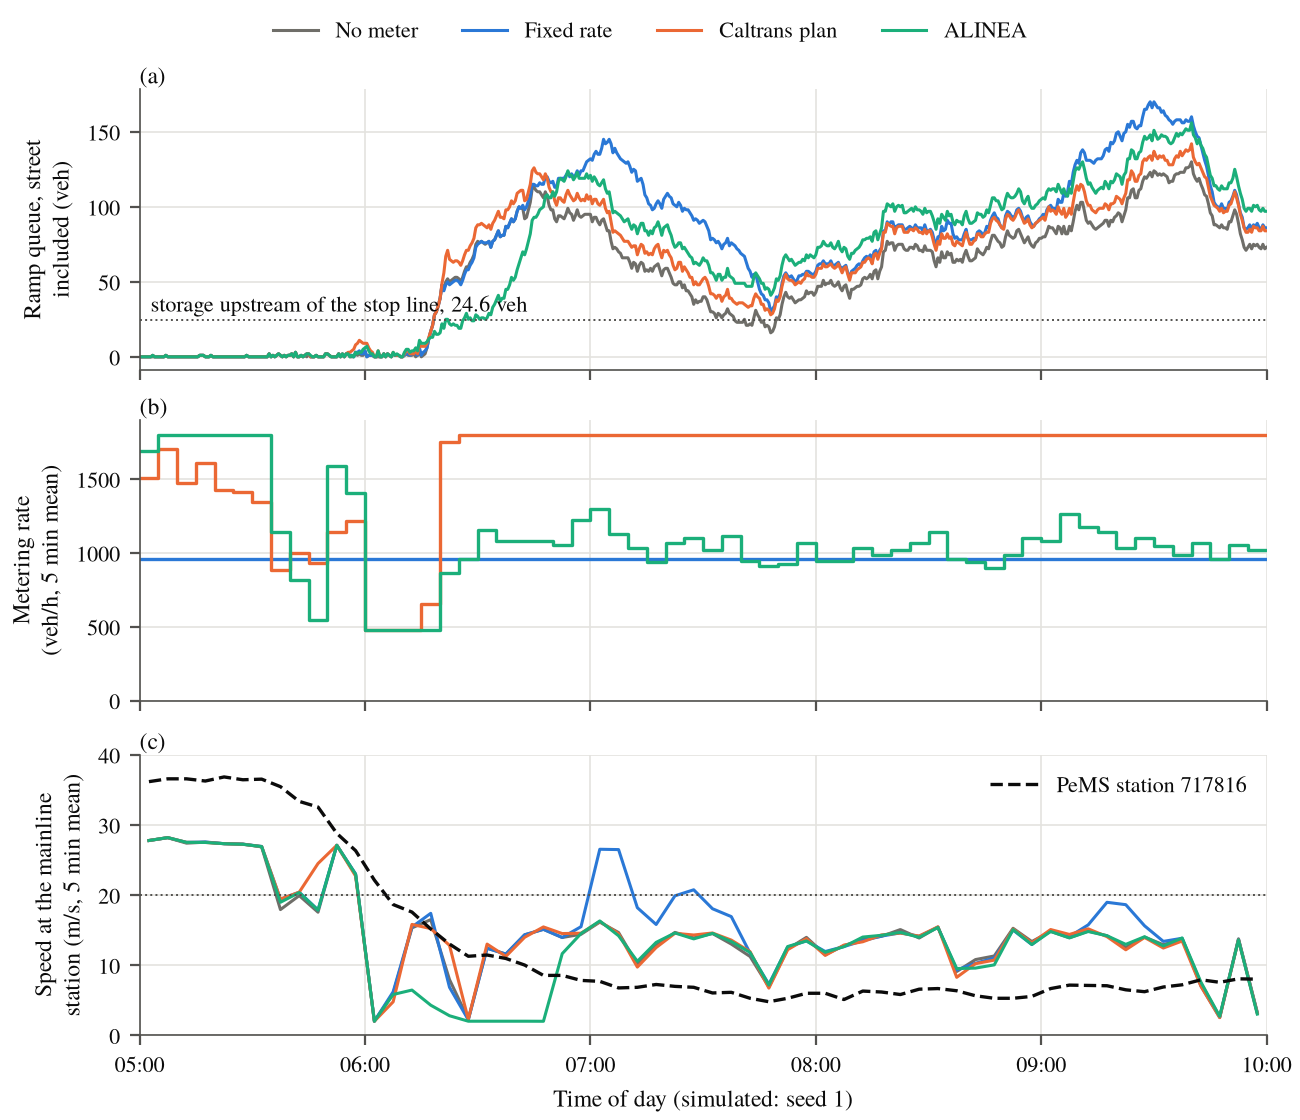 No meter Fixed rate Caltrans plan ALINEA
(a)
Ramp queue, street
included (veh)
150
100
50
0
storage upstream of the stop line, 24.6 veh
(b)
Metering rate
(veh/h, 5 min mean)
1500
1000
500
0
(c)
Speed at the mainline
station (m/s, 5 min mean)
40
30
20
10
0
PeMS station 717816
05:00 06:00 07:00 08:00 09:00 10:00
Time of day (simulated: seed 1)